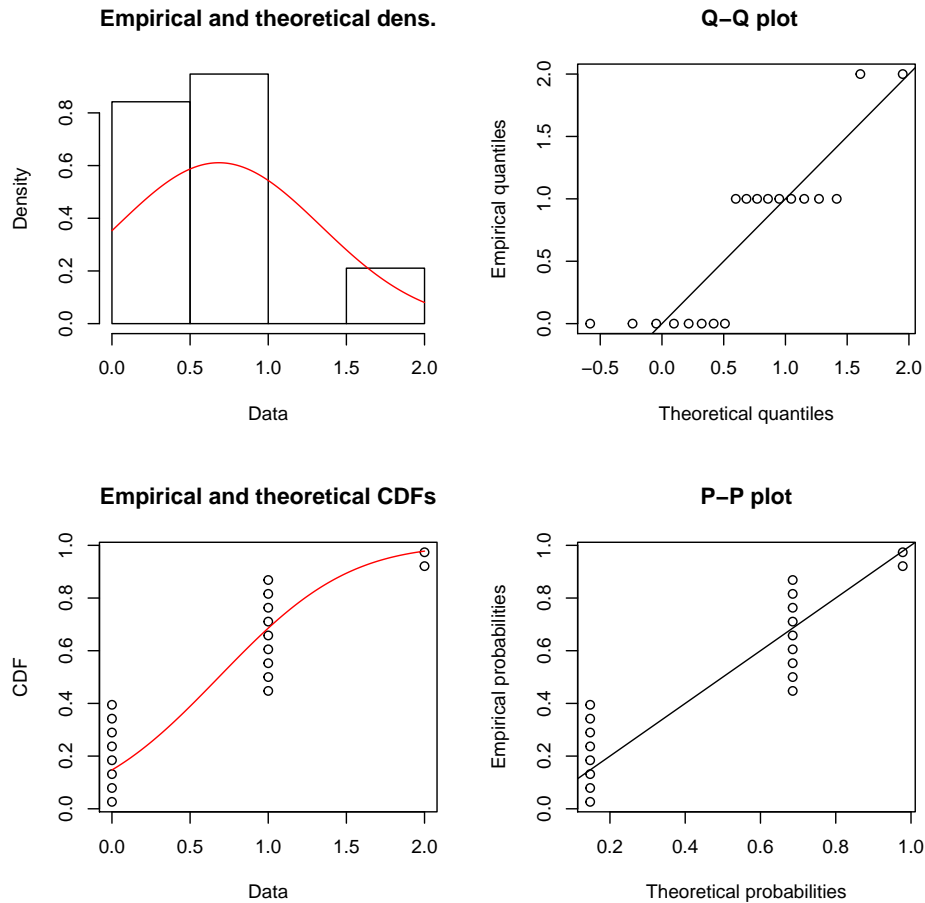 Empirical and theoretical dens.
Density
0.0 0.2 0.4 0.6 0.8
0.0 0.5 1.0 1.5 2.0
Data
Q−Q plot
Empirical quantiles
0.0 0.5 1.0 1.5 2.0
−0.5 0.0 0.5 1.0 1.5 2.0
Theoretical quantiles
Empirical and theoretical CDFs
CDF
0.0 0.2 0.4 0.6 0.8 1.0
0.0 0.5 1.0 1.5 2.0
Data
P−P plot
Empirical probabilities
0.0 0.2 0.4 0.6 0.8 1.0
0.2 0.4 0.6 0.8 1.0
Theoretical probabilities